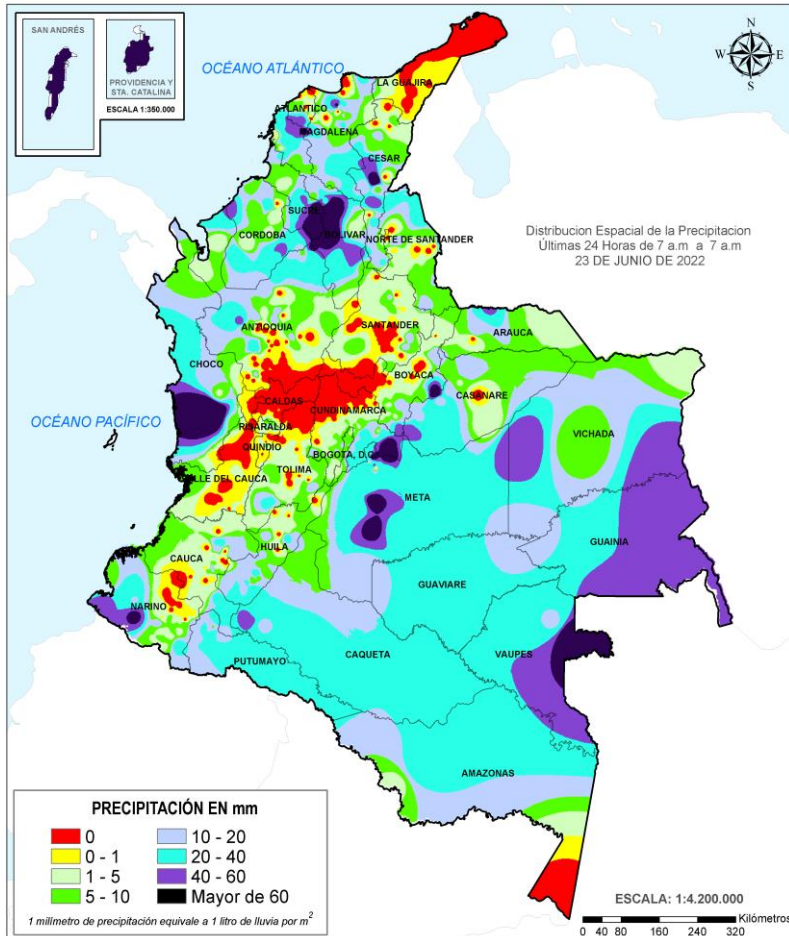 SAN ANDRÉS
PROVIDENCIA Y
STA. CATALINA
ESCALA 1:350.000
OCÉANO ATLÁNTICO
N
W
E
S
LA GUAJIRA
ATLANTICO
MAGDALENA
CESAR
SUCRE
BOLIVAR
CORDOBA
NORTE DE SANTANDER
Distribucion Espacial de la Precipitacion
Últimas 24 Horas de 7 a.m a 7 a.m
23 DE JUNIO DE 2022
ANTIOQUIA
SANTANDER
ARAUCA
CHOCO
BOYACA
CASANARE
CALDAS
CUNDINAMARCA
OCÉANO PACÍFICO
RISARALDA
VICHADA
QUINDIO
BOGOTA, D.C.
TOLIMA
VALLE DEL CAUCA
META
GUAINIA
CAUCA
HUILA
GUAVIARE
NARINO
CAQUETA
VAUPES
PUTUMAYO
AMAZONAS
PRECIPITACIÓN EN mm
0
0 - 1
1 - 5
5 - 10
10 - 20
20 - 40
40 - 60
Mayor de 60
1 milímetro de precipitación equivale a 1 litro de lluvia por m²
ESCALA: 1:4.200.000
Kilómetros
0 40 80 160 240 320